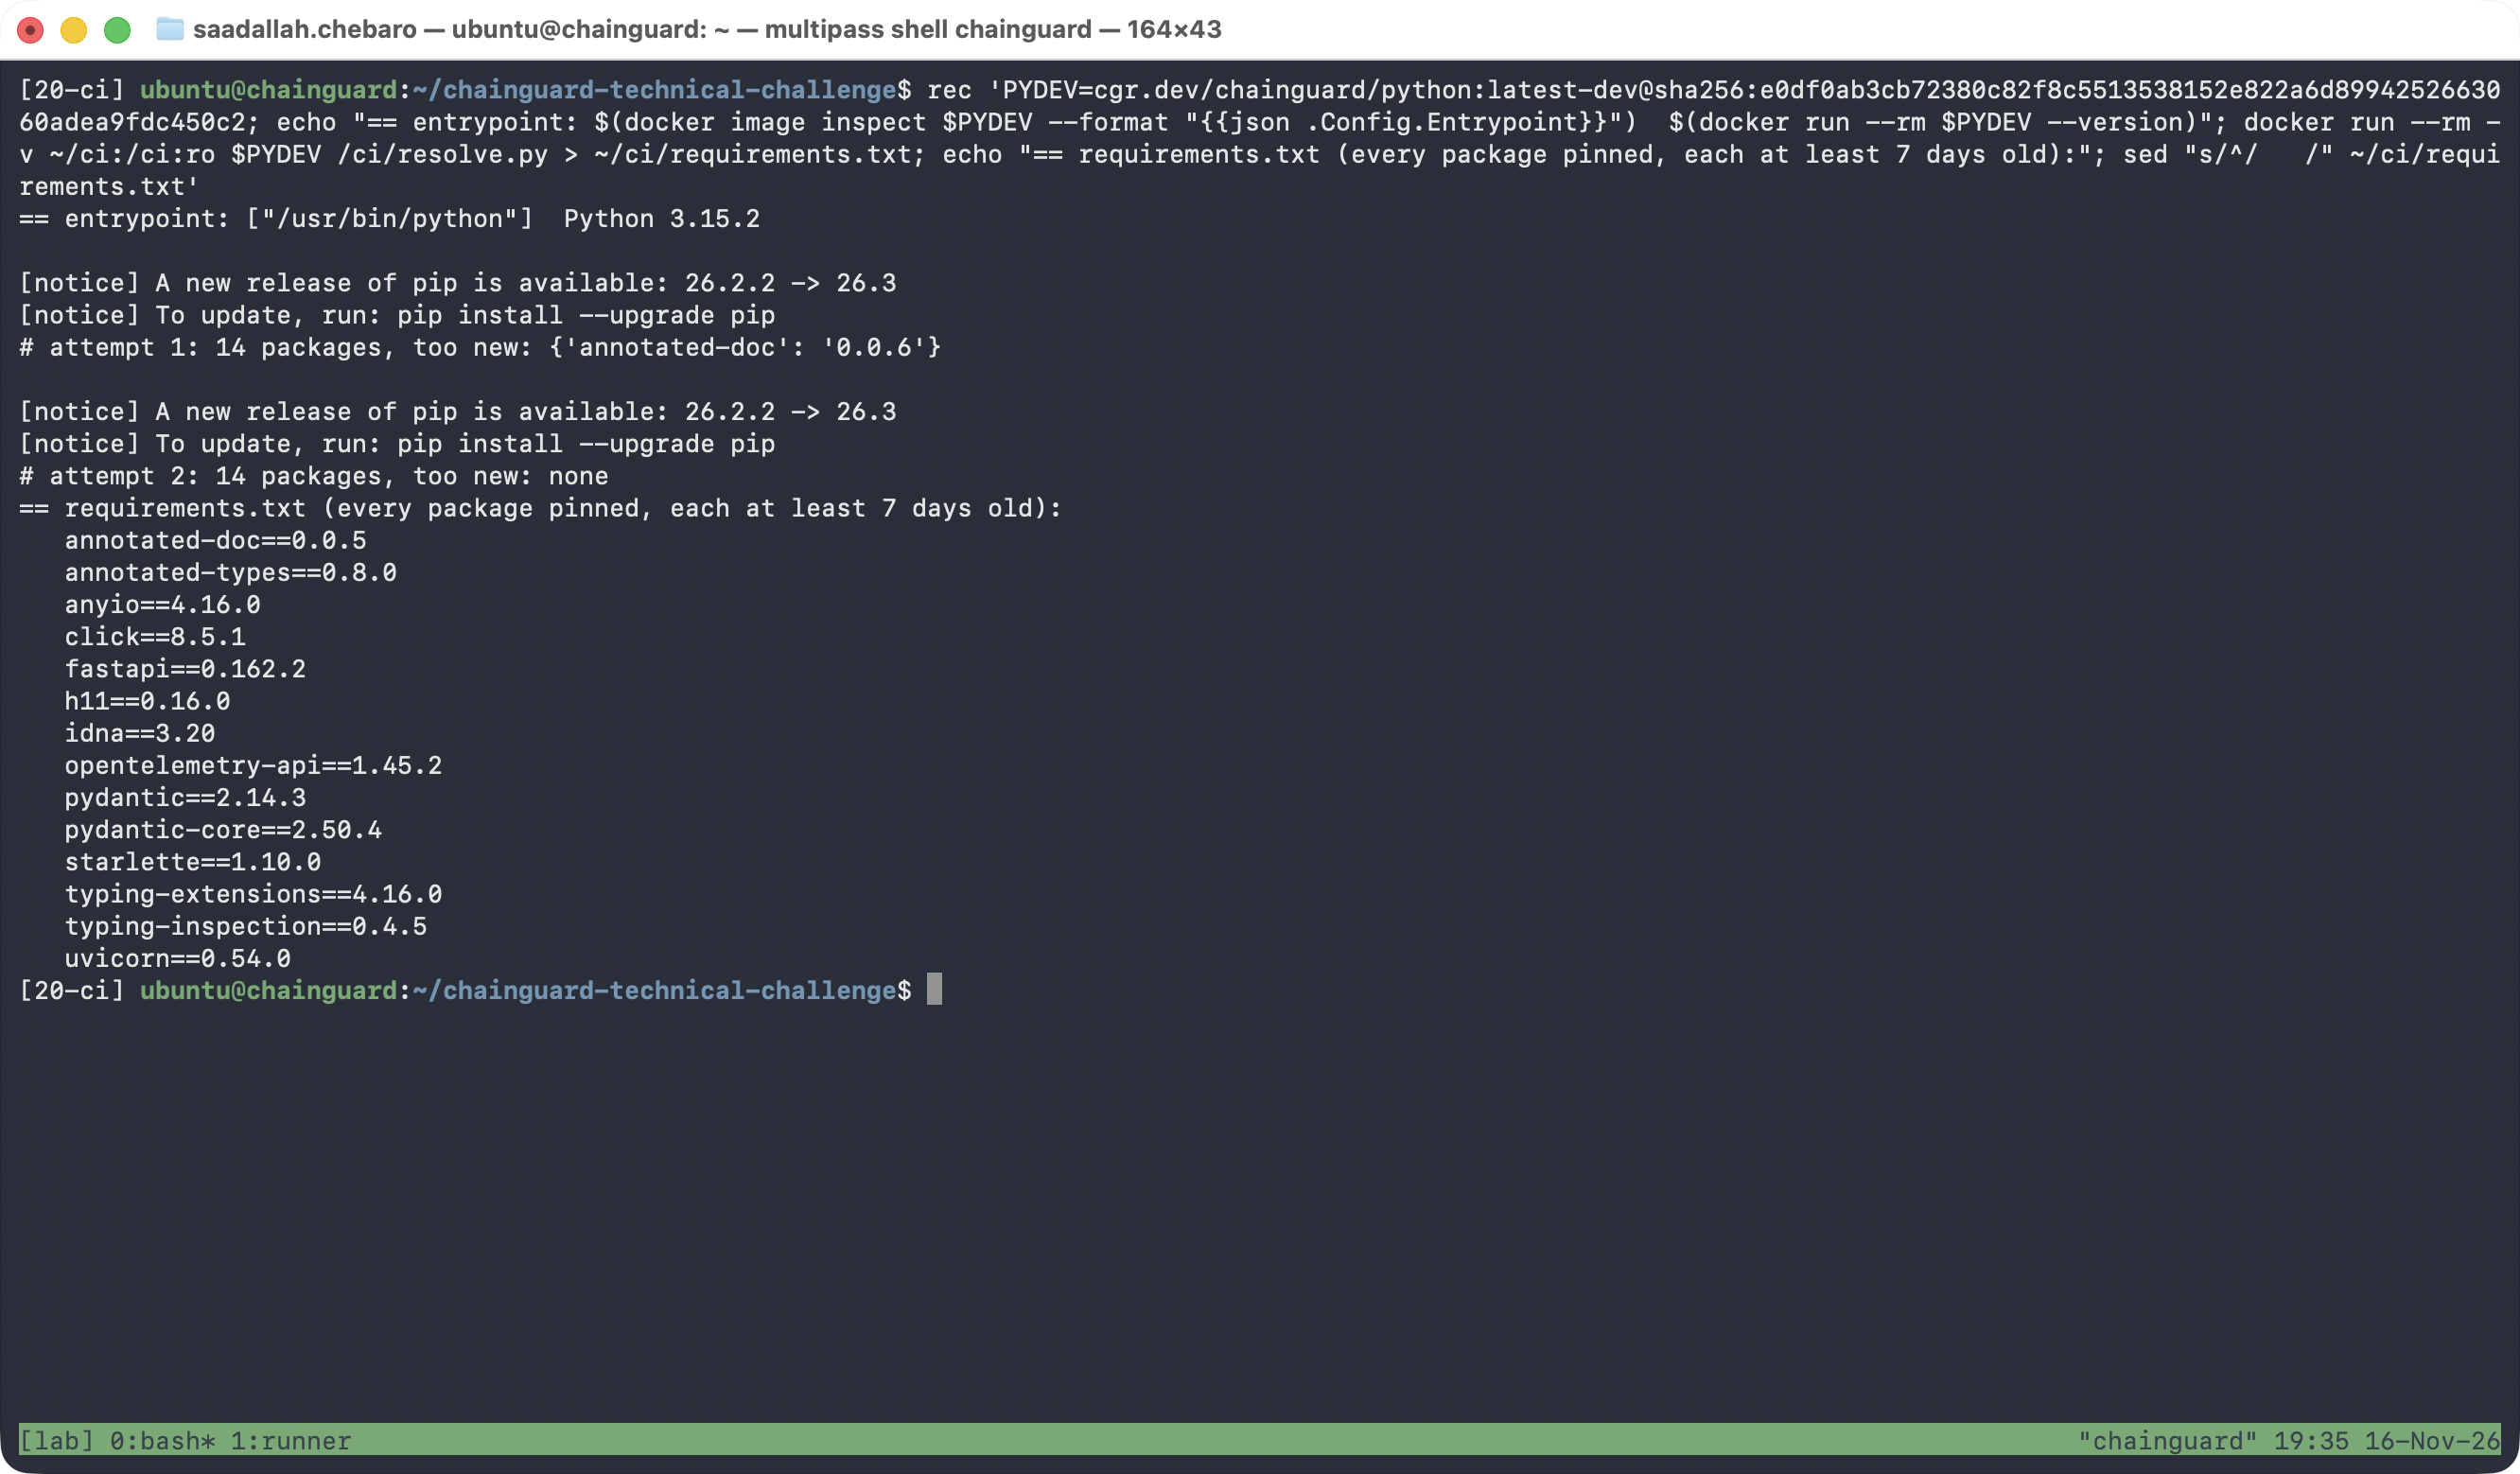 saadallah.chebaro — ubuntu@chainguard: ~ — multipass shell chainguard — 164×43
[20-ci] ubuntu@chainguard:~/chainguard-technical-challenge$ rec 'PYDEV=cgr.dev/chainguard/python:latest-dev@sha256:e0df0ab3cb72380c82f8c5513538152e822a6d89942526630
60adea9fdc450c2; echo "== entrypoint: $(docker image inspect $PYDEV --format "{{json .Config.Entrypoint}}")  $(docker run --rm $PYDEV --version)"; docker run --rm -
v ~/ci:/ci:ro $PYDEV /ci/resolve.py > ~/ci/requirements.txt; echo "== requirements.txt (every package pinned, each at least 7 days old):"; sed "s/^/   /" ~/ci/requi
rements.txt'
== entrypoint: ["/usr/bin/python"]  Python 3.15.2
[notice] A new release of pip is available: 26.2.2 -> 26.3
[notice] To update, run: pip install --upgrade pip
# attempt 1: 14 packages, too new: {'annotated-doc': '0.0.6'}
[notice] A new release of pip is available: 26.2.2 -> 26.3
[notice] To update, run: pip install --upgrade pip
# attempt 2: 14 packages, too new: none
== requirements.txt (every package pinned, each at least 7 days old):
   annotated-doc==0.0.5
   annotated-types==0.8.0
   anyio==4.16.0
   click==8.5.1
   fastapi==0.162.2
   h11==0.16.0
   idna==3.20
   opentelemetry-api==1.45.2
   pydantic==2.14.3
   pydantic-core==2.50.4
   starlette==1.10.0
   typing-extensions==4.16.0
   typing-inspection==0.4.5
   uvicorn==0.54.0
[20-ci] ubuntu@chainguard:~/chainguard-technical-challenge$
[lab] 0:bash* 1:runner "chainguard" 19:35 16-Nov-26